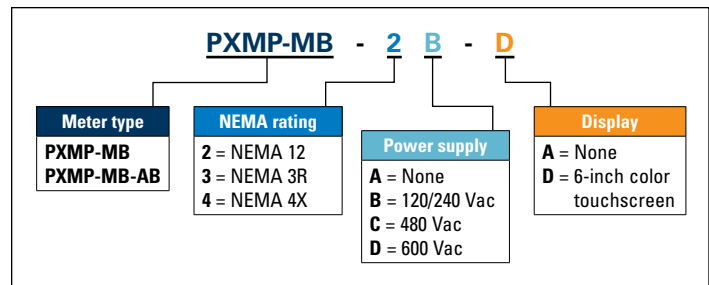 PXMP-MB - 2 B - D
Meter type
PXMP-MB
PXMP-MB-AB
NEMA rating
2 = NEMA 12
3 = NEMA 3R
4 = NEMA 4X
Power supply
A = None
B = 120/240 Vac
C = 480 Vac
D = 600 Vac
Display
A = None
D = 6-inch color
touchscreen